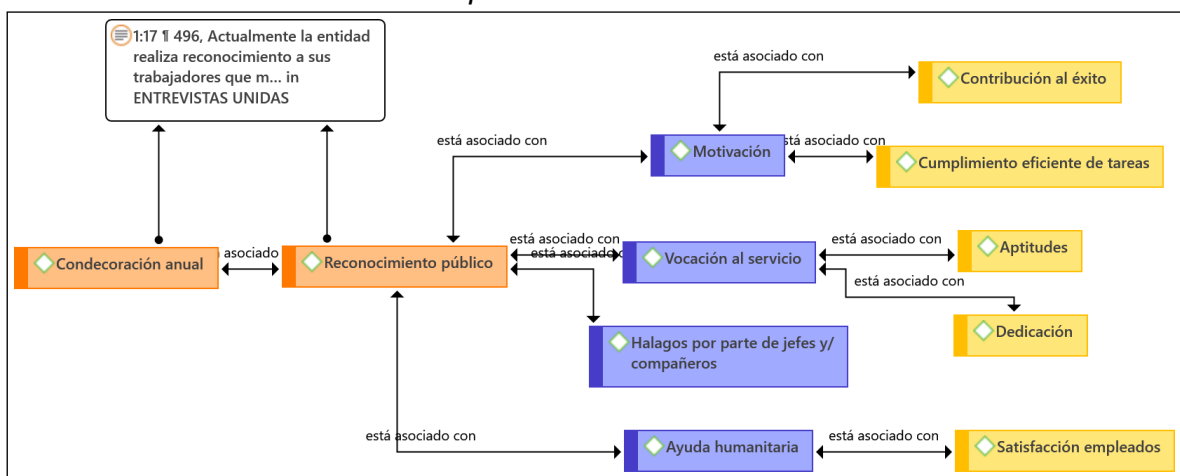 1:17 ¶ 496, Actualmente la entidad
realiza reconocimiento a sus
trabajadores que m... in
ENTREVISTAS UNIDAS
está asociado con
Contribución al éxito
está asociado con
Motivación
está asociado con
Cumplimiento eficiente de tareas
Condecoración anual
asociado
Reconocimiento público
está asociado con
está asociado c
Vocación al servicio
está asociado con
Aptitudes
está asociado con
Dedicación
Halagos por parte de jefes y/
compañeros
está asociado con
Ayuda humanitaria
está asociado con
Satisfacción empleados